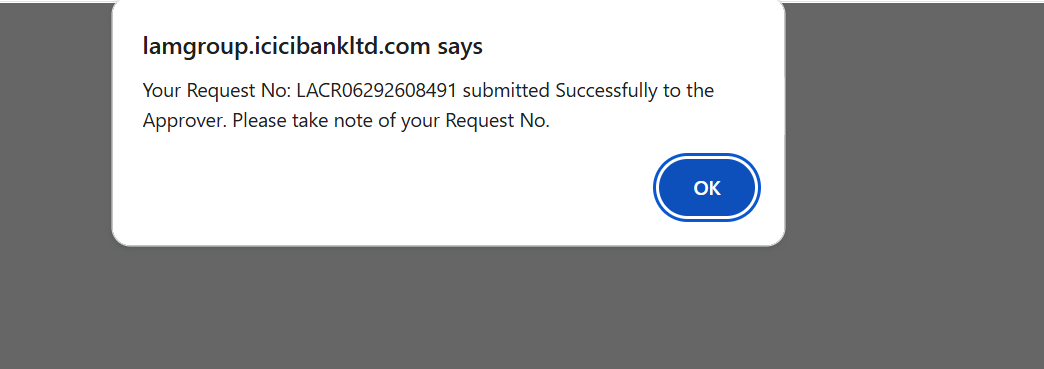 lamgroup.icicibankltd.com says
Your Request No: LACR06292608491 submitted Successfully to the
Approver. Please take note of your Request No.
OK